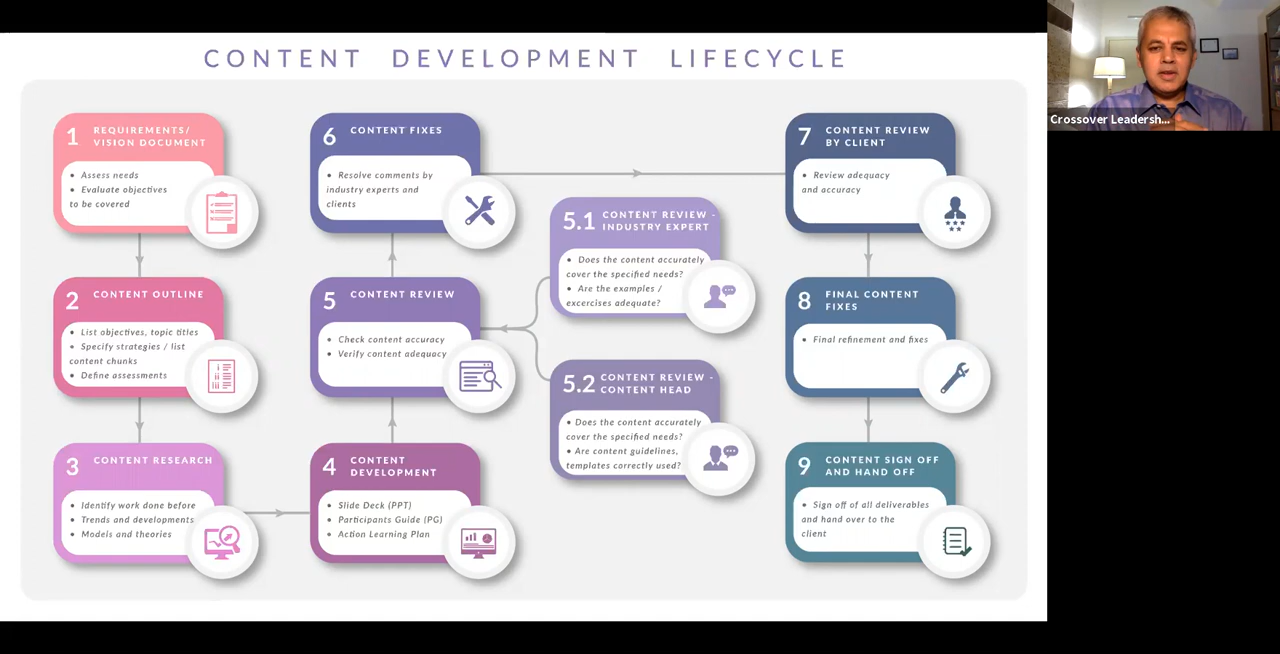 CONTENT DEVELOPMENT LIFECYCLE
1 REQUIREMENTS/
VISION DOCUMENT
• Assess needs
• Evaluate objectives
to be covered
2 CONTENT OUTLINE
• List objectives, topic titles
• Specify strategies / list
content chunks
• Define assessments
3 CONTENT RESEARCH
• Identify work done before
• Trends and developments
• Models and theories
4 CONTENT
DEVELOPMENT
• Slide Deck (PPT)
• Participants Guide (PG)
• Action Learning Plan
5 CONTENT REVIEW
• Check content accuracy
• Verify content adequacy
5.1 CONTENT REVIEW -
INDUSTRY EXPERT
• Does the content accurately
cover the specified needs?
• Are the examples /
excercises adequate?
5.2 CONTENT REVIEW -
CONTENT HEAD
• Does the content accurately
cover the specified needs?
• Are content guidelines,
templates correctly used?
6 CONTENT FIXES
• Resolve comments by
industry experts and
clients
7 CONTENT REVIEW
BY CLIENT
• Review adequacy
and accuracy
8 FINAL CONTENT
FIXES
• Final refinement and fixes
9 CONTENT SIGN OFF
AND HAND OFF
• Sign off of all deliverables
and hand over to the
client
Crossover Leadersh...